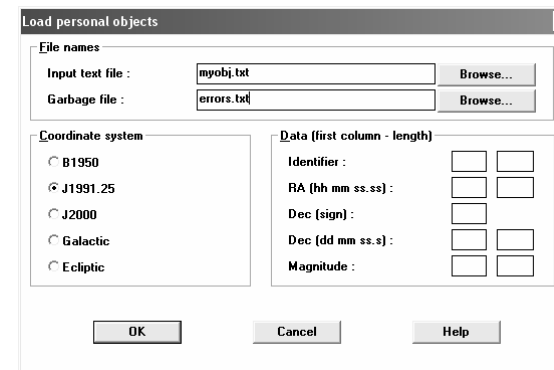 Load personal objects
File names
Input text file : myobj.txt Browse...
Garbage file : errors.txt Browse...
Coordinate system
B1950
J1991.25
J2000
Galactic
Ecliptic
Data (first column - length)
Identifier :
RA (hh mm ss.ss) :
Dec (sign) :
Dec (dd mm ss.s) :
Magnitude :
OK Cancel Help